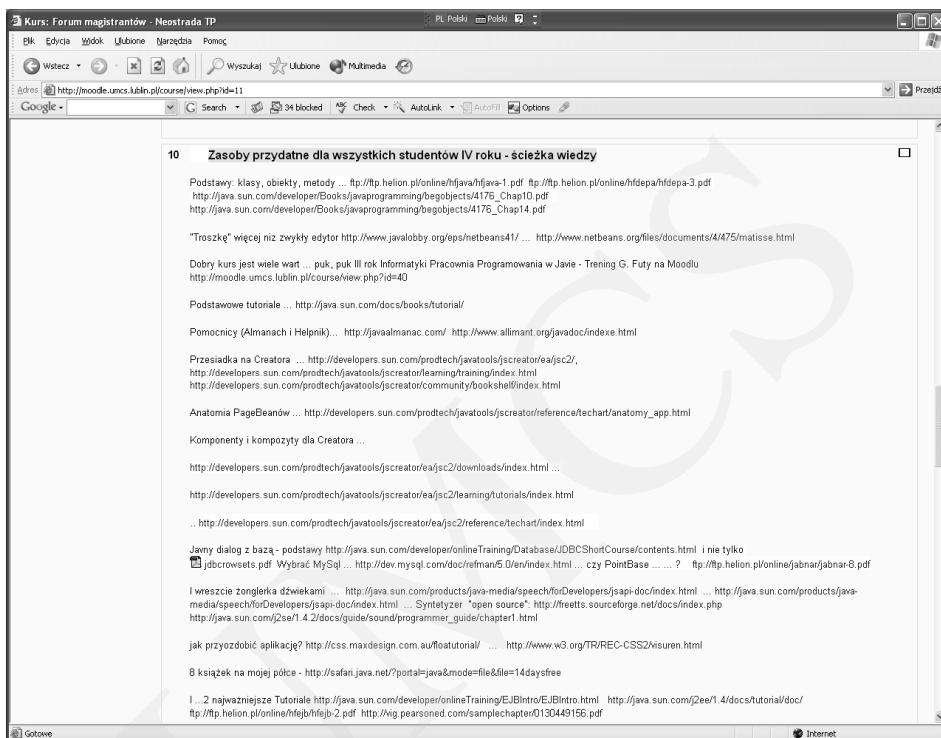 Kurs: Forum magistrantów - Neostrada TP
PL Polski Polski
Plik Edycja Widok Ulubione Narzędzia Pomoc
Wstecz Wyszukaj Ulubione Multimedia
Adres http://moodle.umcs.lublin.pl/course/view.php?id=11 Przejdź
Google Search 34 blocked Check AutoLink AutoFill Options
10 Zasoby przydatne dla wszystkich studentów IV roku - ścieżka wiedzy
Podstawy: klasy, obiekty, metody ... ftp://ftp.helion.pl/online/hfjava/hfjava-1.pdf ftp://ftp.helion.pl/online/hfdepa/hfdepa-3.pdf
http://java.sun.com/developer/Books/javaprogramming/begobjects/4176_Chap10.pdf
http://java.sun.com/developer/Books/javaprogramming/begobjects/4176_Chap14.pdf
"Troszkę" więcej niz zwykły edytor http://www.javalobby.org/eps/netbeans41/ ... http://www.netbeans.org/files/documents/4/475/matisse.html
Dobry kurs jest wiele wart ... puk, puk III rok Informatyki Pracownia Programowania w Javie - Trening G. Futy na Moodlu
http://moodle.umcs.lublin.pl/course/view.php?id=40
Podstawowe tutoriale ... http://java.sun.com/docs/books/tutorial/
Pomocnicy (Almanach i Helpnik)... http://javaalmanac.com/ http://www.allimant.org/javadoc/indexe.html
Przesiadka na Creatora ... http://developers.sun.com/prodtech/javatools/jscreator/ea/jsc2/,
http://developers.sun.com/prodtech/javatools/jscreator/learning/training/index.html
http://developers.sun.com/prodtech/javatools/jscreator/community/bookshelf/index.html
Anatomia PageBeanów ... http://developers.sun.com/prodtech/javatools/jscreator/reference/techart/anatomy_app.html
Komponenty i kompozyty dla Creatora ...
http://developers.sun.com/prodtech/javatools/jscreator/ea/jsc2/downloads/index.html ...
http://developers.sun.com/prodtech/javatools/jscreator/ea/jsc2/learning/tutorials/index.html
.. http://developers.sun.com/prodtech/javatools/jscreator/ea/jsc2/reference/techart/index.html
Javny dialog z bazą - podstawy http://java.sun.com/developer/onlineTraining/Database/JDBCShortCourse/contents.html i nie tylko
jdbcrowsets.pdf Wybrać MySql ... http://dev.mysql.com/doc/refman/5.0/en/index.html ... czy PointBase ... ... ? ftp://ftp.helion.pl/online/jabnar/jabnar-8.pdf
I wreszcie żonglerka dźwiekami ... http://java.sun.com/products/java-media/speech/forDevelopers/jsapi-doc/index.html ... http://java.sun.com/products/java-
media/speech/forDevelopers/jsapi-doc/index.html ... Syntetyzer "open source": http://freetts.sourceforge.net/docs/index.php
http://java.sun.com/j2se/1.4.2/docs/guide/sound/programmer_guide/chapter1.html
jak przyozdobić aplikację? http://css.maxdesign.com.au/floatutorial/ ... http://www.w3.org/TR/REC-CSS2/visuren.html
8 książek na mojej półce - http://safari.java.net/?portal=java&mode=file&file=14daysfree
I ...2 najważniejsze Tutoriale http://java.sun.com/developer/onlineTraining/EJBIntro/EJBIntro.html http://java.sun.com/j2ee/1.4/docs/tutorial/doc/
ftp://ftp.helion.pl/online/hfejb/hfejb-2.pdf http://vig.pearsoned.com/samplechapter/0130449156.pdf
Gotowe Internet
UMCS